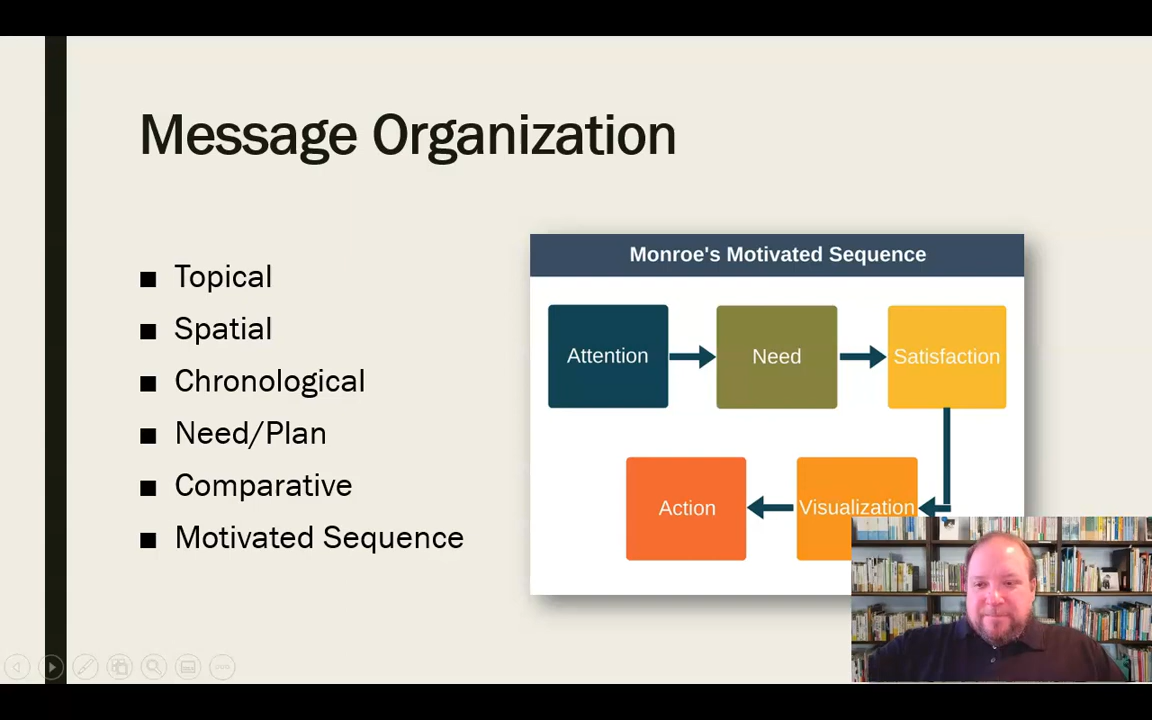 Message Organization
Topical
Spatial
Chronological
Need/Plan
Comparative
Motivated Sequence
Monroe's Motivated Sequence
Attention
Need
Satisfaction
Action
Visualization